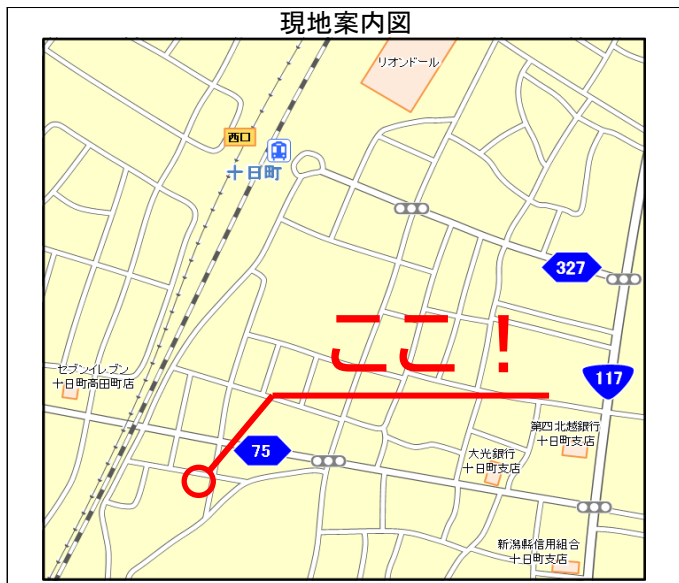 現地案内図
リオンドール
西口
十日町
327
ここ！
セブンイレブン
十日町高田町店
117
第四北越銀行
十日町支店
75
大光銀行
十日町支店
新潟縣信用組合
十日町支店